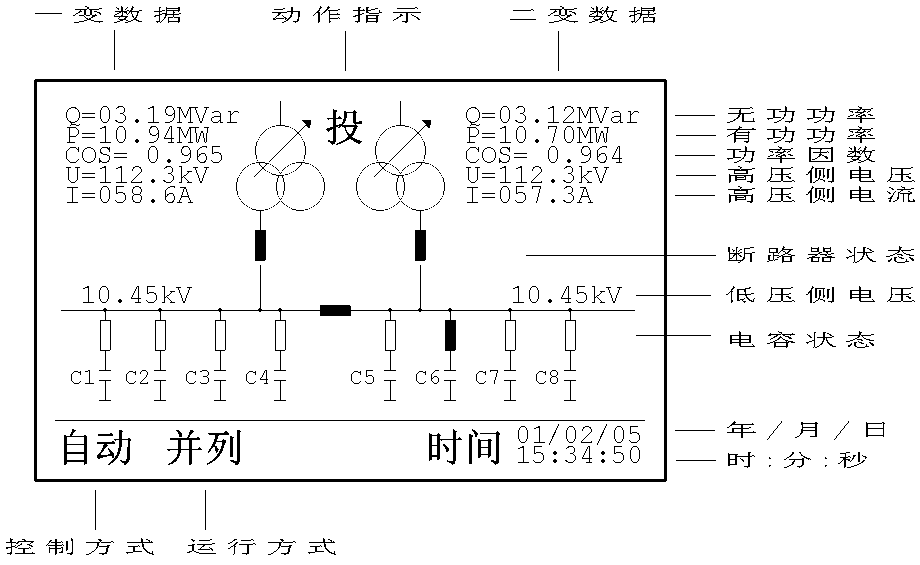 一变数据 动作指示 二变数据
Q=03.19MVar 投 Q=03.12MVar 无功功率
P=10.94MW P=10.70MW 有功功率
COS= 0.965 COS= 0.964 功率因数
U=112.3kV U=112.3kV 高压侧电压
I=058.6A I=057.3A 高压侧电流
断路器状态
10.45kV 10.45kV 低压侧电压
电容状态
C1 C2 C3 C4 C5 C6 C7 C8
自动 并列 时间 01/02/05 年/月/日
15:34:50 时:分:秒
控制方式 运行方式